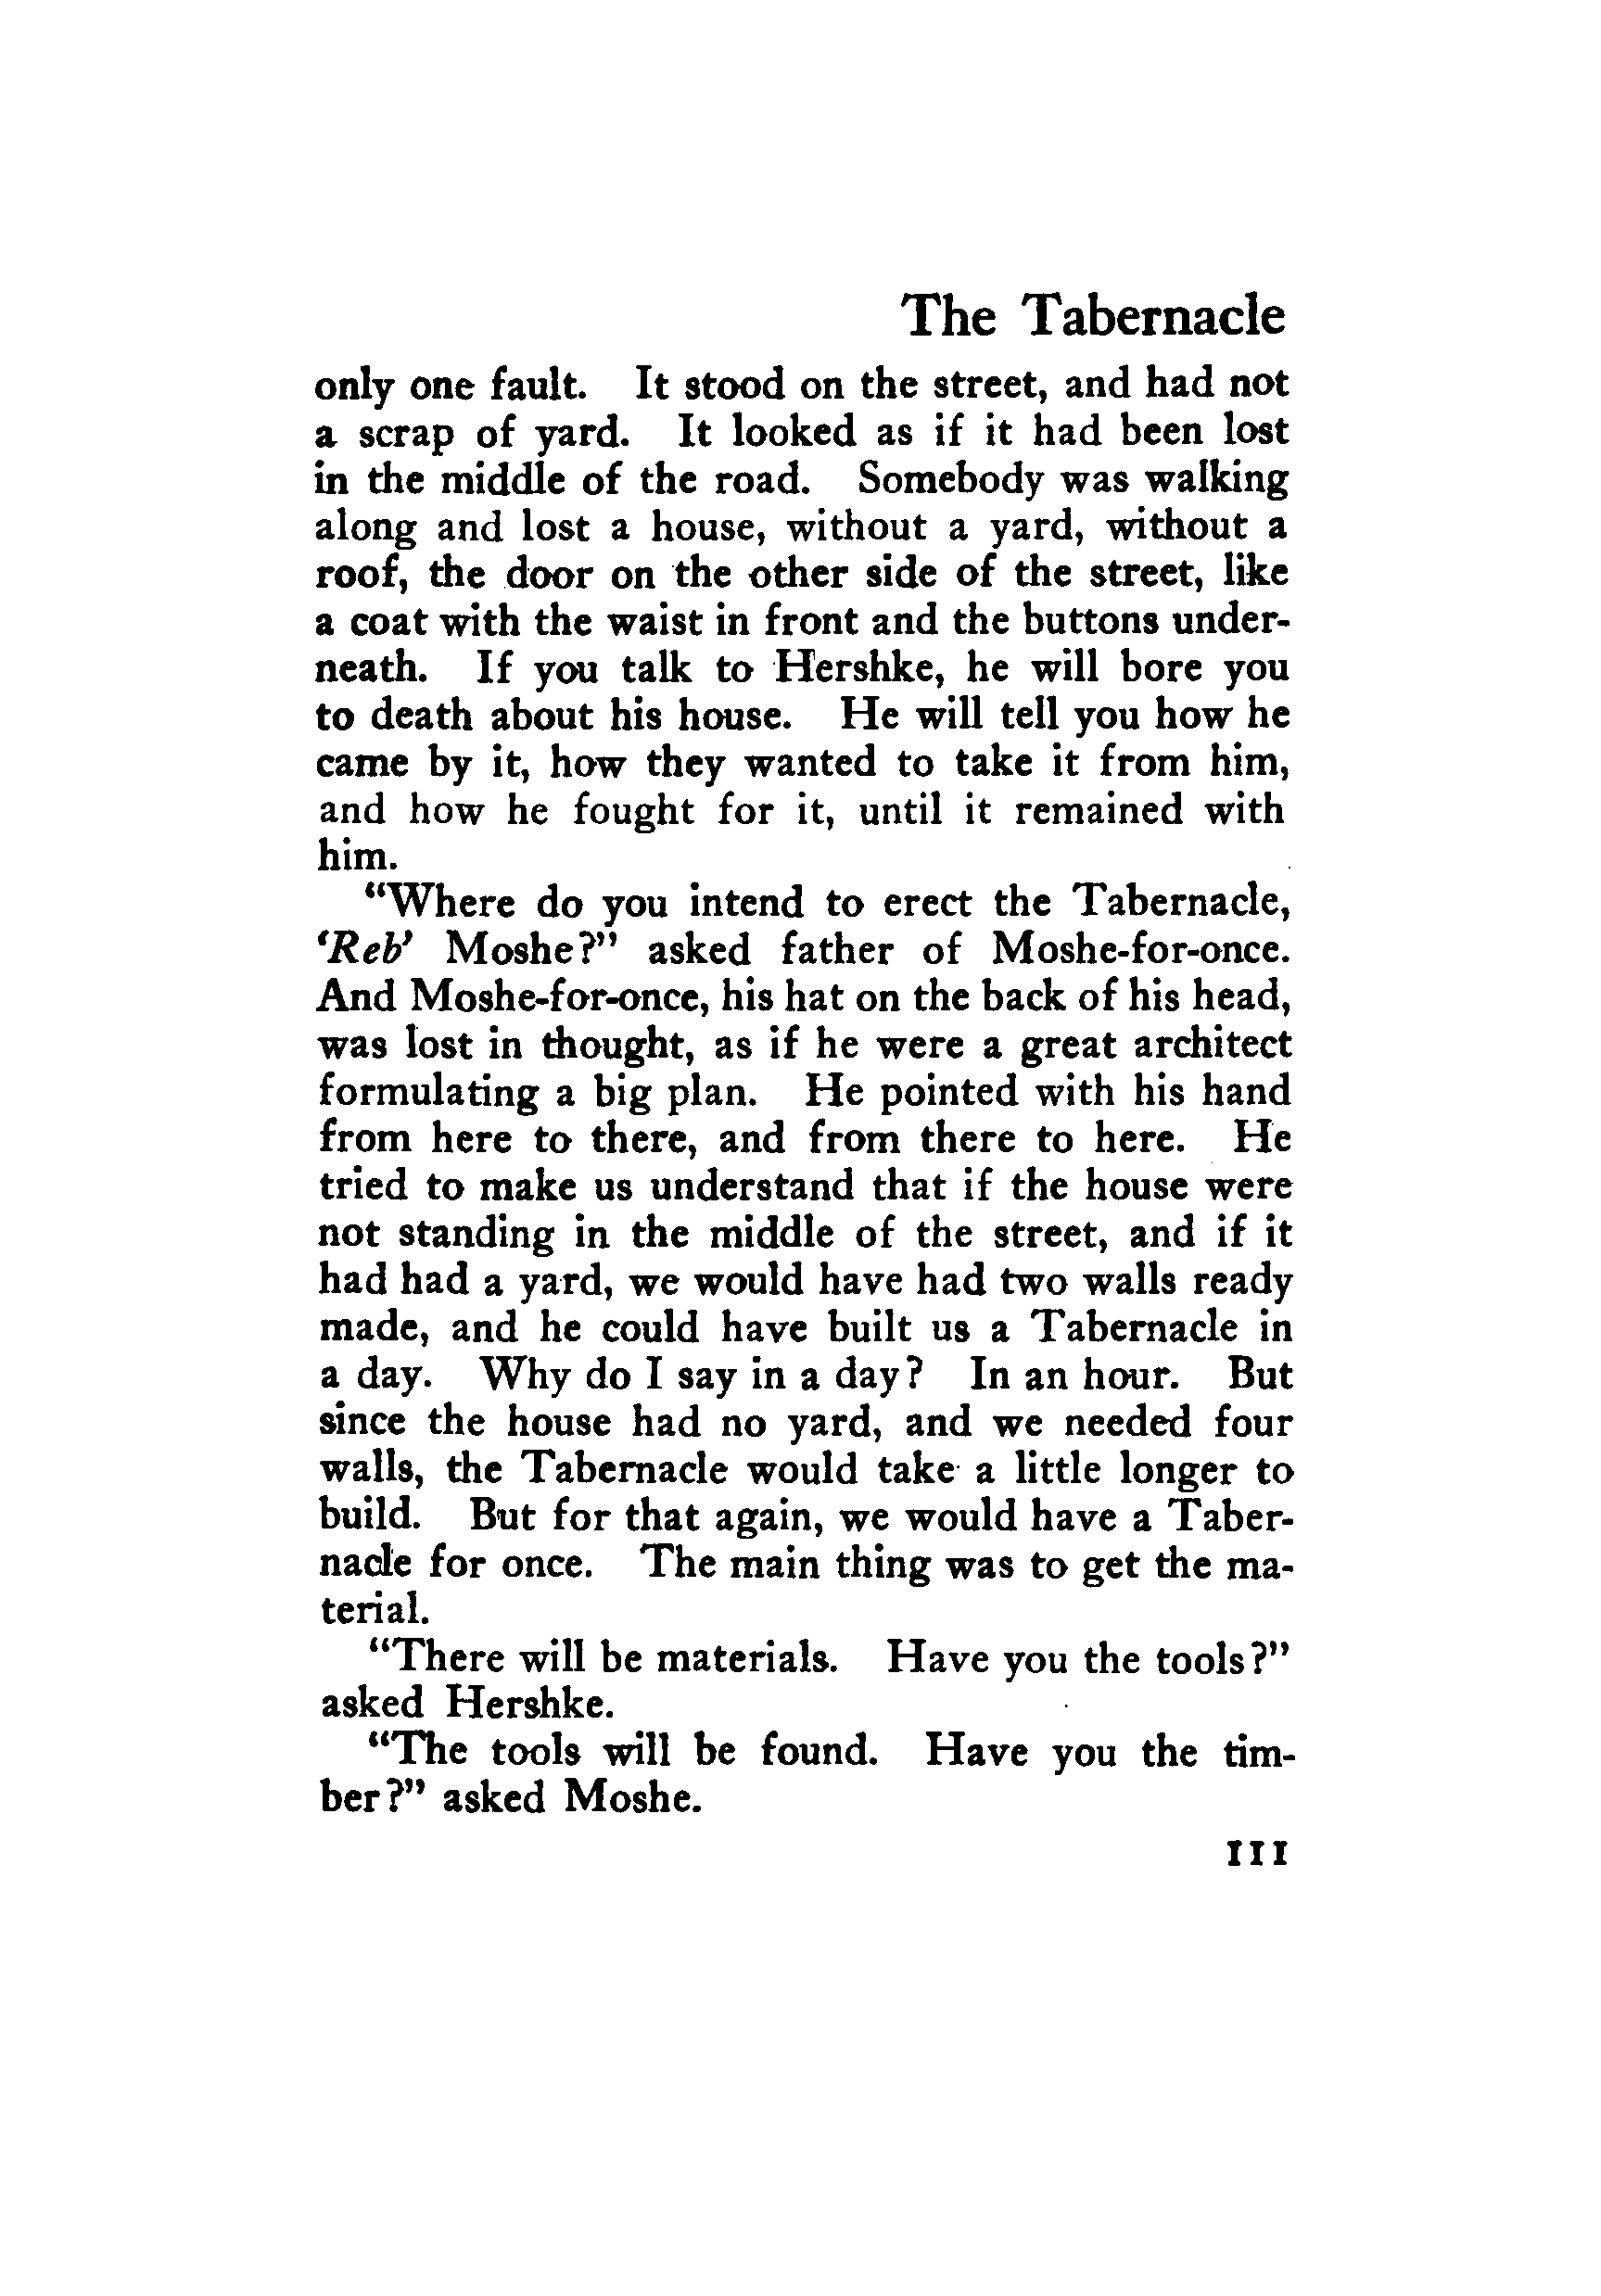 The Tabernacle
only one fault. It stood on the street, and had not
a scrap of yard. It looked as if it had been lost
in the middle of the road. Somebody was walking
along and lost a house, without a yard, without a
roof, the door on the other side of the street, like
a coat with the waist in front and the buttons under-
neath. If you talk to Hershke, he will bore you
to death about his house. He will tell you how he
came by it, how they wanted to take it from him,
and how he fought for it, until it remained with
him.
“Where do you intend to erect the Tabernacle,
‘Reb’ Moshe?” asked father of Moshe-for-once.
And Moshe-for-once, his hat on the back of his head,
was lost in thought, as if he were a great architect
formulating a big plan. He pointed with his hand
from here to there, and from there to here. He
tried to make us understand that if the house were
not standing in the middle of the street, and if it
had had a yard, we would have had two walls ready
made, and he could have built us a Tabernacle in
a day. Why do I say in a day? In an hour. But
since the house had no yard, and we needed four
walls, the Tabernacle would take a little longer to
build. But for that again, we would have a Taber-
nacle for once. The main thing was to get the ma-
terial.
“There will be materials. Have you the tools?”
asked Hershke.
“The tools will be found. Have you the tim-
ber?” asked Moshe.
111